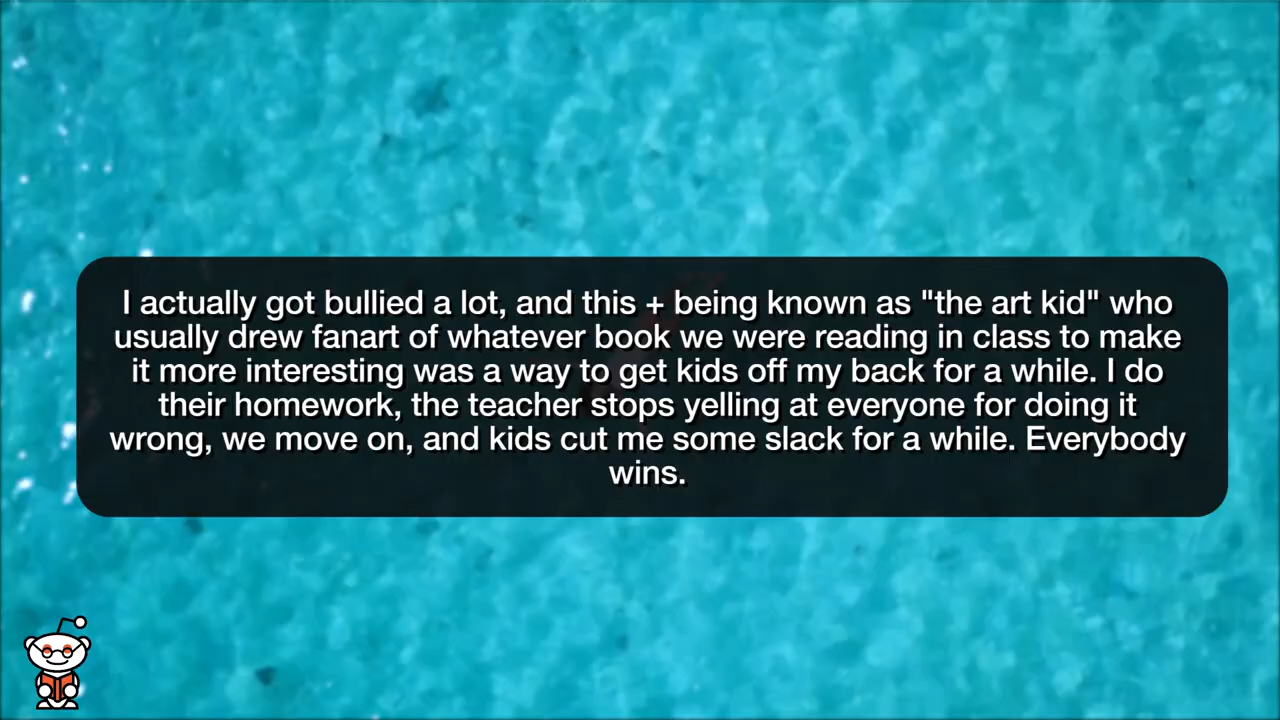 I actually got bullied a lot, and this + being known as "the art kid" who
usually drew fanart of whatever book we were reading in class to make
it more interesting was a way to get kids off my back for a while. I do
their homework, the teacher stops yelling at everyone for doing it
wrong, we move on, and kids cut me some slack for a while. Everybody
wins.